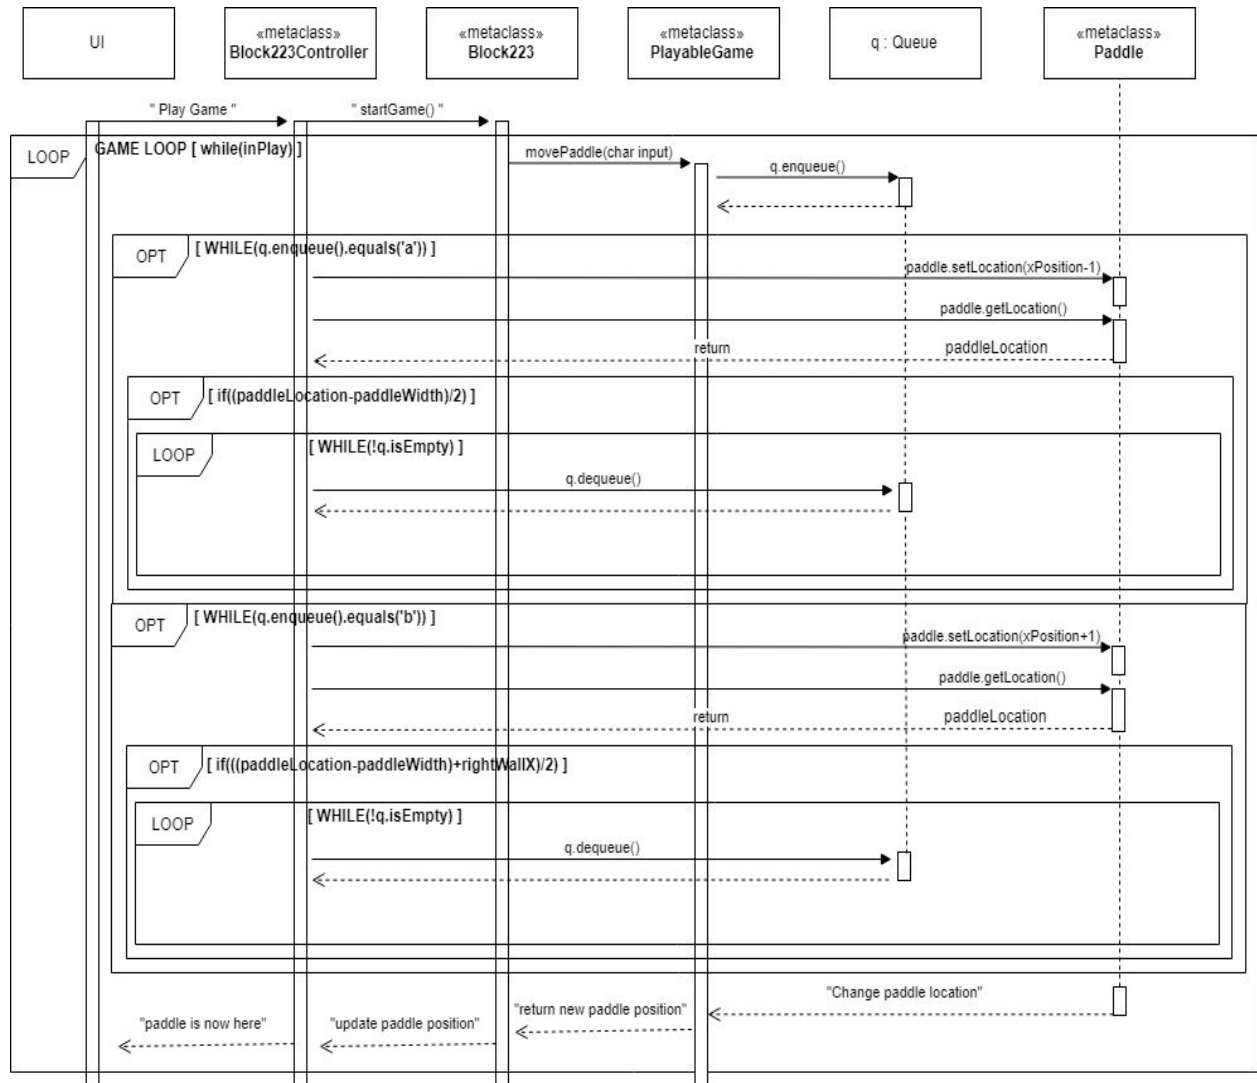 UI
«metaclass»
Block223Controller
«metaclass»
Block223
«metaclass»
PlayableGame
q : Queue
«metaclass»
Paddle
" Play Game "
" startGame() "
LOOP
GAME LOOP [ while(inPlay) ]
movePaddle(char input)
q.enqueue()
OPT
[ WHILE(q.enqueue().equals('a')) ]
paddle.setLocation(xPosition-1)
paddle.getLocation()
return
paddleLocation
OPT
[ if((paddleLocation-paddleWidth)/2) ]
LOOP
[ WHILE(!q.isEmpty) ]
q.dequeue()
OPT
[ WHILE(q.enqueue().equals('b')) ]
paddle.setLocation(xPosition+1)
paddle.getLocation()
return
paddleLocation
OPT
[ if(((paddleLocation-paddleWidth)+rightWallX)/2) ]
LOOP
[ WHILE(!q.isEmpty) ]
q.dequeue()
"Change paddle location"
"return new paddle position"
"update paddle position"
"paddle is now here"